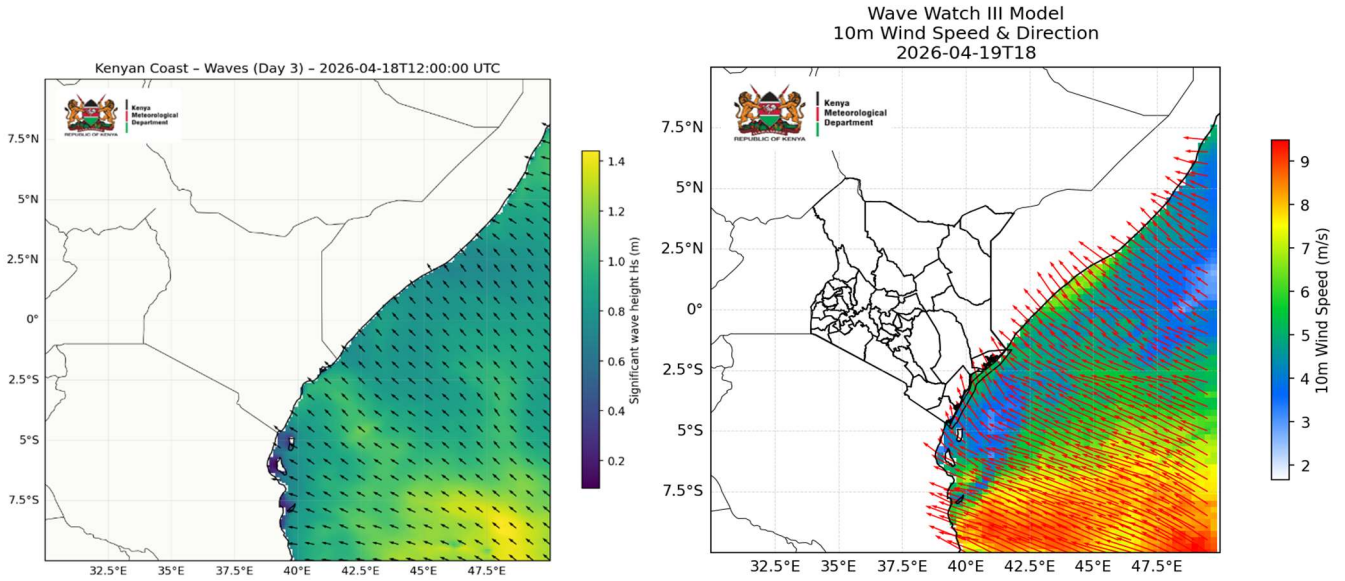 Kenyan Coast – Waves (Day 3) – 2026-04-18T12:00:00 UTC
Kenya
Meteorological
Department
REPUBLIC OF KENYA
7.5°N
5°N
2.5°N
0°
2.5°S
5°S
7.5°S
32.5°E
35°E
37.5°E
40°E
42.5°E
45°E
47.5°E
1.4
1.2
1.0
0.8
0.6
0.4
0.2
Significant wave height Hs (m)
Wave Watch III Model
10m Wind Speed & Direction
2026-04-19T18
Kenya
Meteorological
Department
REPUBLIC OF KENYA
7.5°N
5°N
2.5°N
0°
2.5°S
5°S
7.5°S
32.5°E
35°E
37.5°E
40°E
42.5°E
45°E
47.5°E
9
8
7
6
5
4
3
2
10m Wind Speed (m/s)